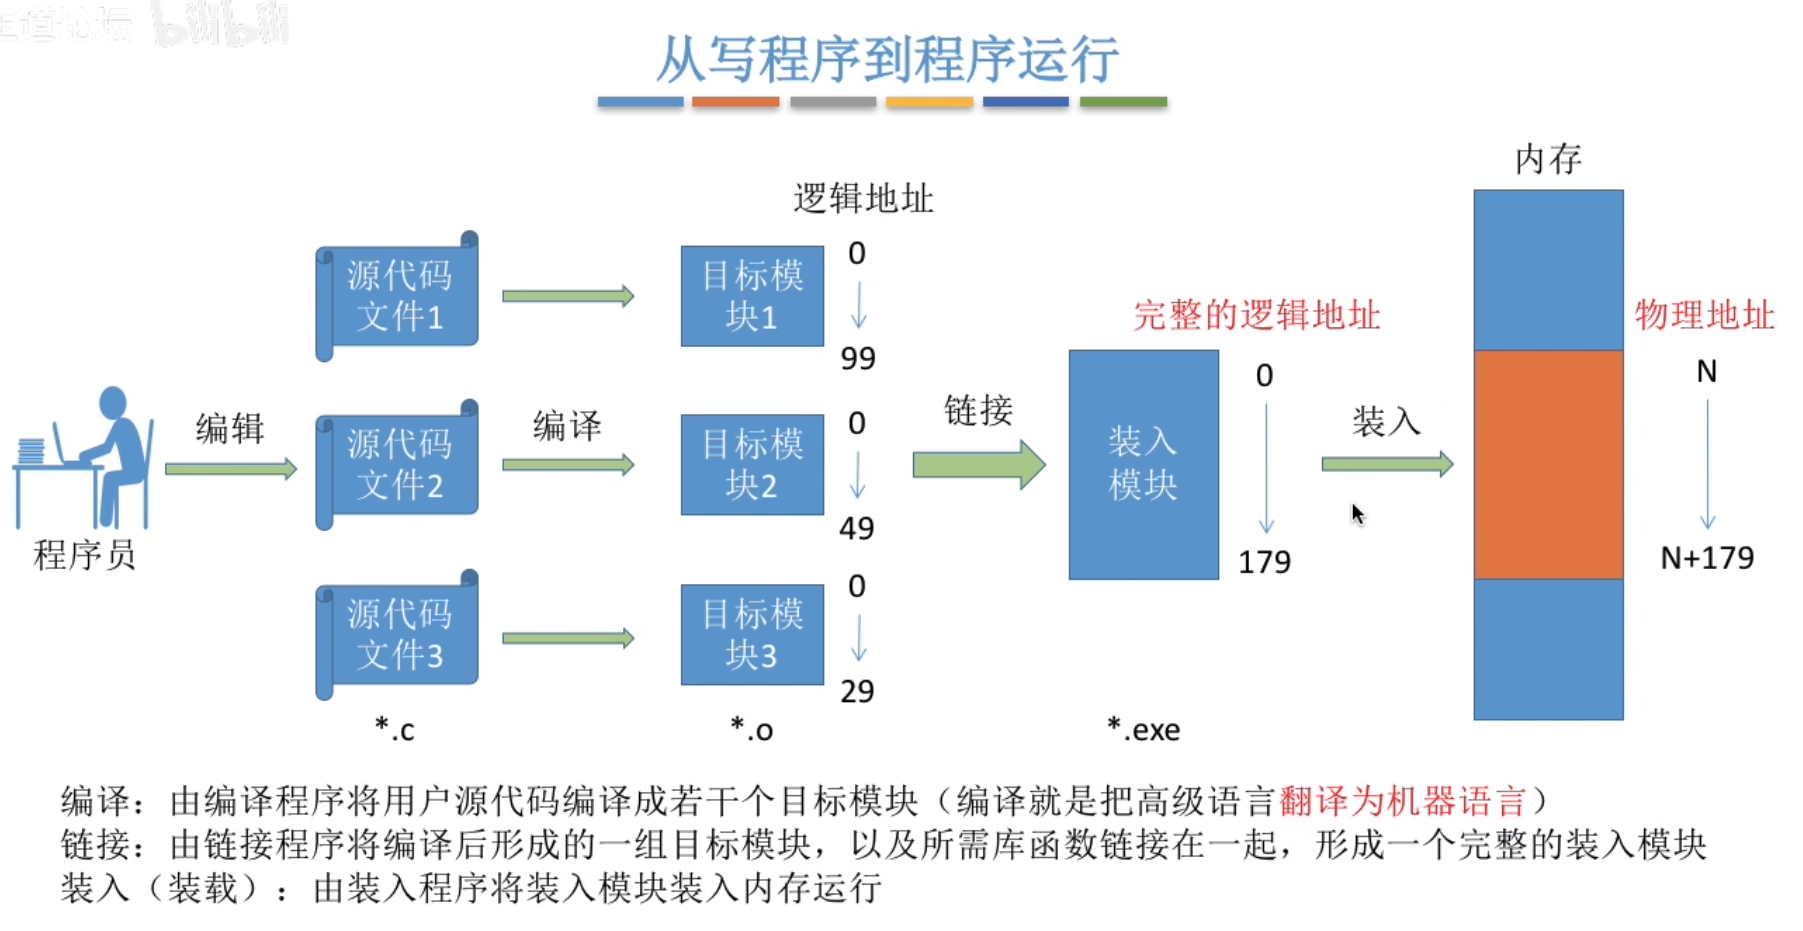 王道论坛 bilibili
从写程序到程序运行
内存
逻辑地址
源代码
文件1
目标模
块1
0
99
完整的逻辑地址
物理地址
编辑
源代码
文件2
编译
目标模
块2
0
49
链接
装入
模块
0
179
装入
N
N+179
程序员
源代码
文件3
目标模
块3
0
29
*.c
*.o
*.exe
编译：由编译程序将用户源代码编译成若干个目标模块（编译就是把高级语言翻译为机器语言）
链接：由链接程序将编译后形成的一组目标模块，以及所需库函数链接在一起，形成一个完整的装入模块
装入（装载）：由装入程序将装入模块装入内存运行